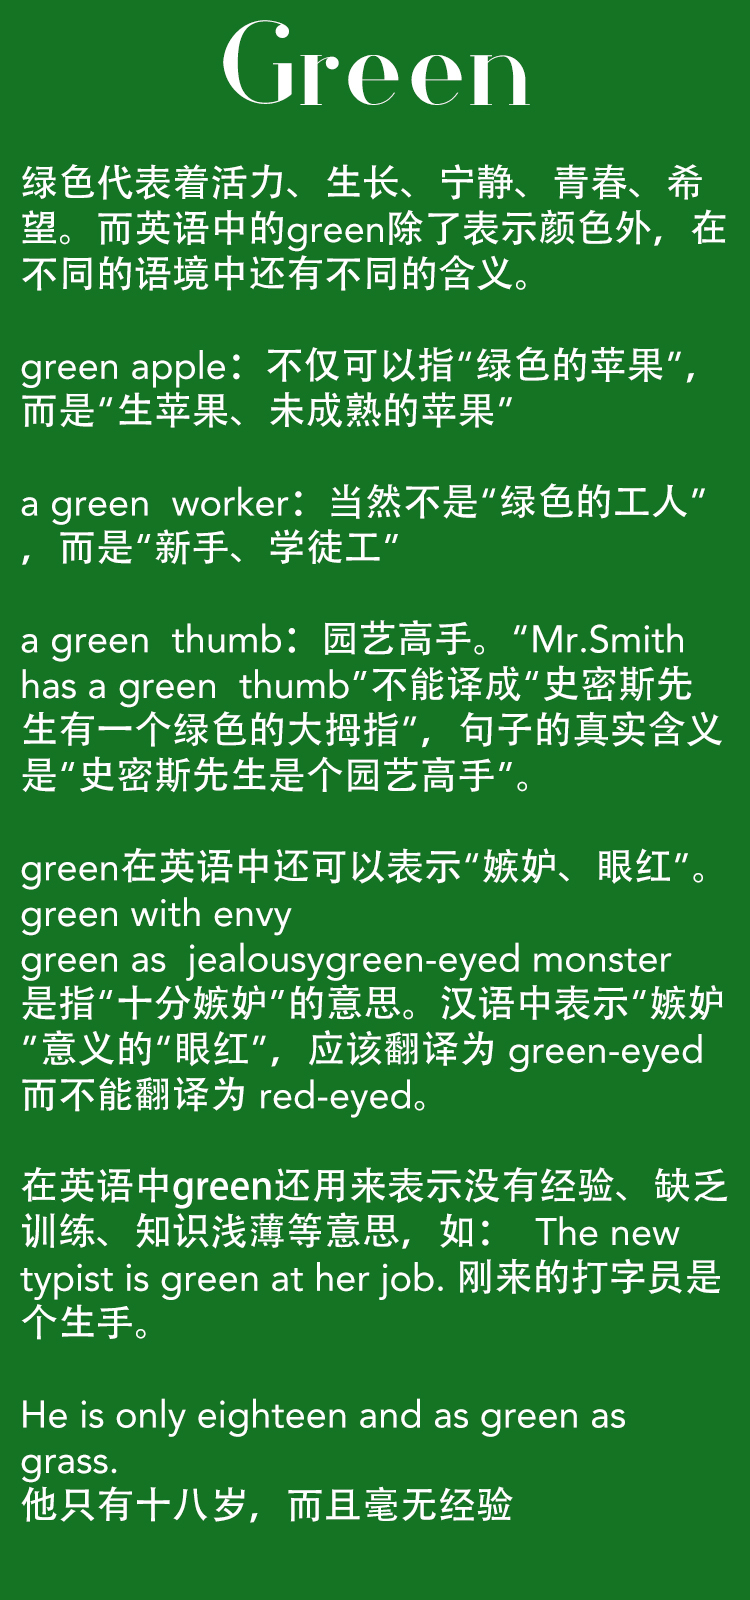 Green
绿色代表着活力、生长、宁静、青春、希
望。而英语中的green除了表示颜色外，在
不同的语境中还有不同的含义。
green apple：不仅可以指“绿色的苹果”，
而是“生苹果、未成熟的苹果”
a green  worker：当然不是“绿色的工人”
，而是“新手、学徒工”
a green  thumb：园艺高手。“Mr.Smith
has a green  thumb”不能译成“史密斯先
生有一个绿色的大拇指”，句子的真实含义
是“史密斯先生是个园艺高手”。
green在英语中还可以表示“嫉妒、眼红”。
green with envy
green as  jealousygreen-eyed monster
是指“十分嫉妒”的意思。汉语中表示“嫉妒
”意义的“眼红”，应该翻译为 green-eyed
而不能翻译为 red-eyed。
在英语中green还用来表示没有经验、缺乏
训练、知识浅薄等意思，如： The new
typist is green at her job. 刚来的打字员是
个生手。
He is only eighteen and as green as
grass.
他只有十八岁，而且毫无经验